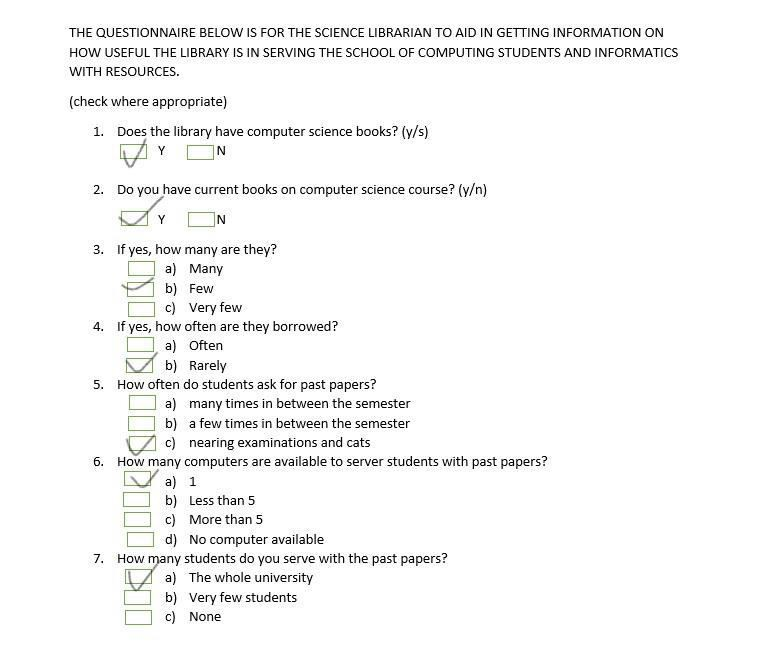 THE QUESTIONNAIRE BELOW IS FOR THE SCIENCE LIBRARIAN TO AID IN GETTING INFORMATION ON
HOW USEFUL THE LIBRARY IS IN SERVING THE SCHOOL OF COMPUTING STUDENTS AND INFORMATICS
WITH RESOURCES.
(check where appropriate)
1. Does the library have computer science books? (y/s)
Y N
2. Do you have current books on computer science course? (y/n)
Y N
3. If yes, how many are they?
a) Many
b) Few
c) Very few
4. If yes, how often are they borrowed?
a) Often
b) Rarely
5. How often do students ask for past papers?
a) many times in between the semester
b) a few times in between the semester
c) nearing examinations and cats
6. How many computers are available to server students with past papers?
a) 1
b) Less than 5
c) More than 5
d) No computer available
7. How many students do you serve with the past papers?
a) The whole university
b) Very few students
c) None